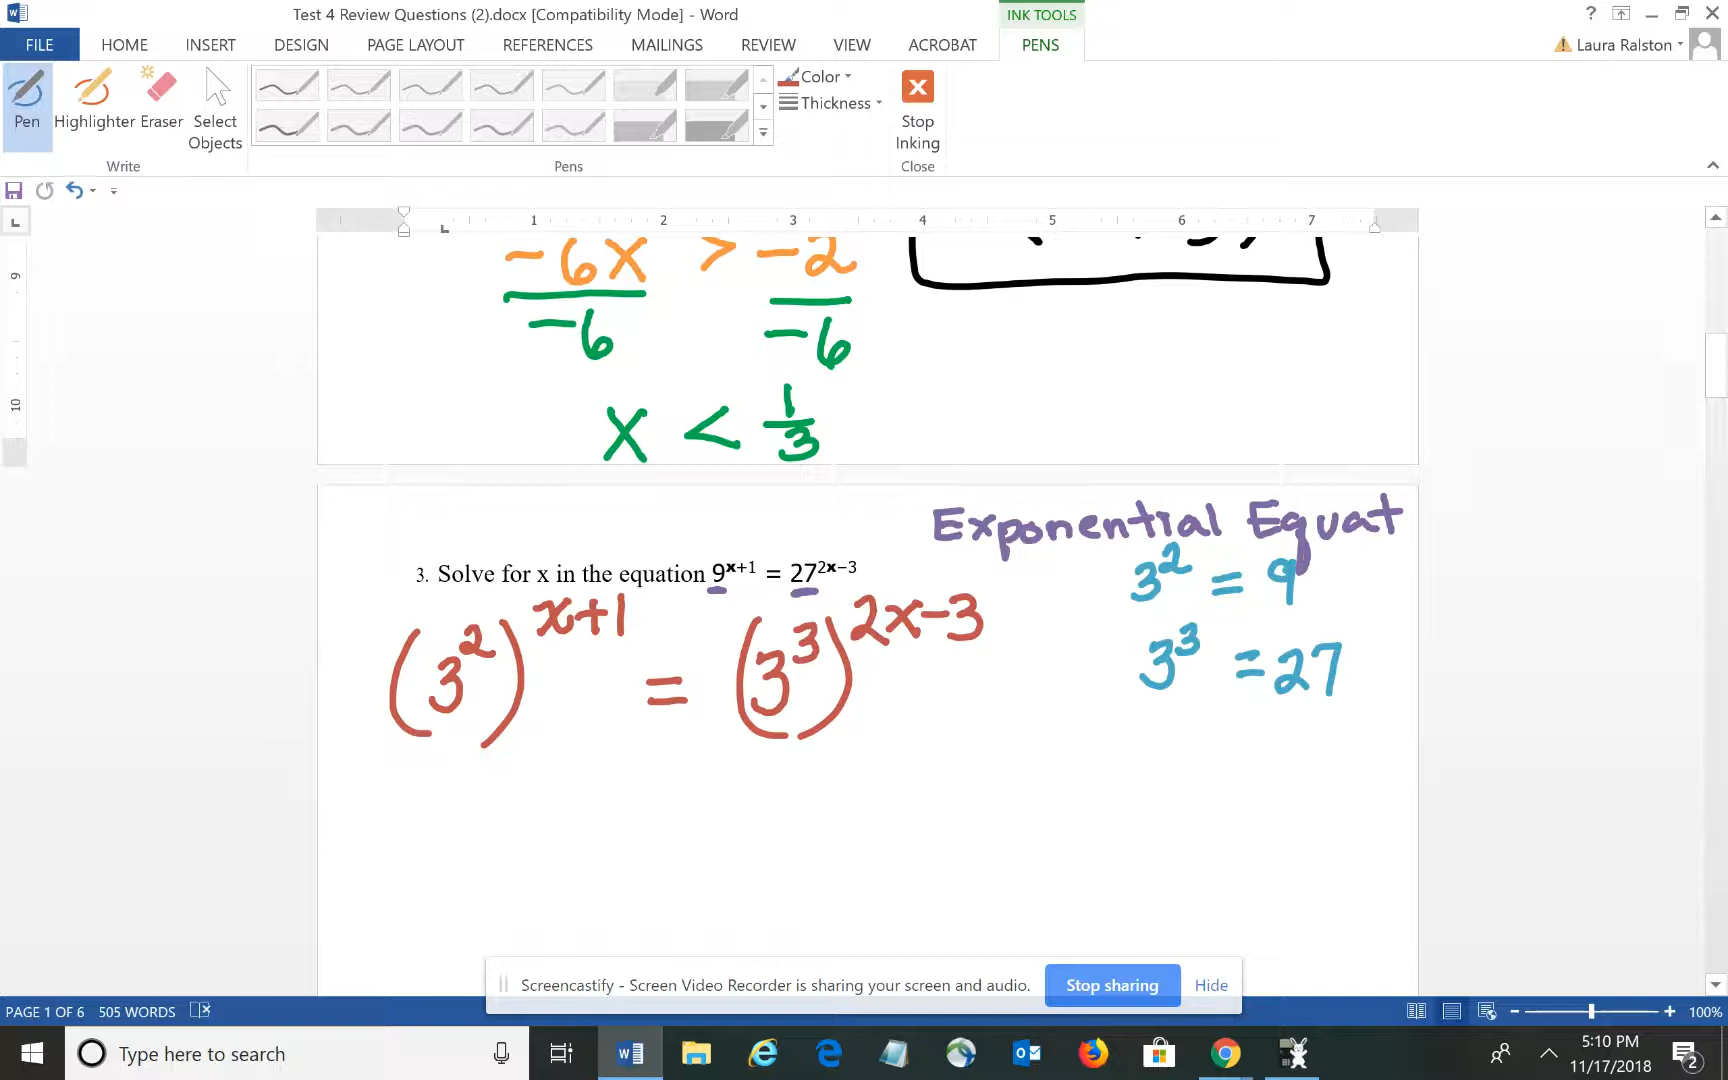 Test 4 Review Questions (2).docx [Compatibility Mode] - Word
INK TOOLS
?
FILE HOME INSERT DESIGN PAGE LAYOUT REFERENCES MAILINGS REVIEW VIEW ACROBAT PENS
Laura Ralston
Pen Highlighter Eraser Select Objects
Color
Thickness
Stop Inking
Write Pens Close
1 2 3 4 5 6 7
9
10
-6x > -2
-6 -6
x < 1/3
Exponential Equat
3. Solve for x in the equation 9^(x+1) = 27^(2x−3)
3^2 = 9
(3^2)^(x+1) = (3^3)^(2x-3)
3^3 = 27
Screencastify - Screen Video Recorder is sharing your screen and audio. Stop sharing Hide
PAGE 1 OF 6 505 WORDS 100%
Type here to search
5:10 PM
11/17/2018
2